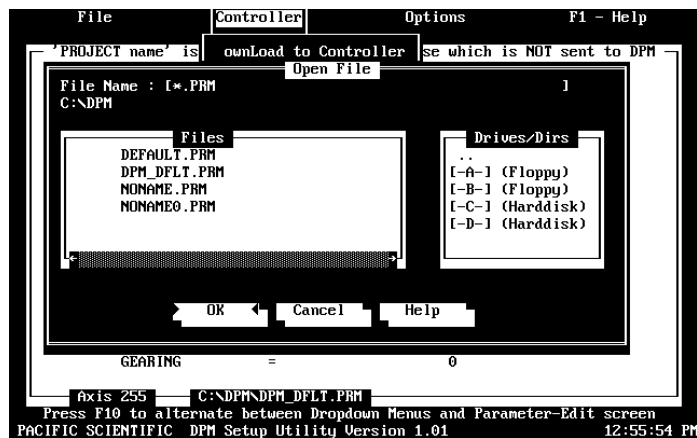 File Controller Options F1 - Help
'PROJECT name' is ownLoad to Controller se which is NOT sent to DPM
Open File
File Name : [*.PRM ]
C:\DPM
Files Drives/Dirs
DEFAULT.PRM ..
DPM_DFLT.PRM [-A-] (Floppy)
NONAME.PRM [-B-] (Floppy)
NONAME0.PRM [-C-] (Harddisk)
[-D-] (Harddisk)
OK Cancel Help
GEARING = 0
Axis 255 C:\DPM\DPM_DFLT.PRM
Press F10 to alternate between Dropdown Menus and Parameter-Edit screen
PACIFIC SCIENTIFIC DPM Setup Utility Version 1.01 12:55:54 PM